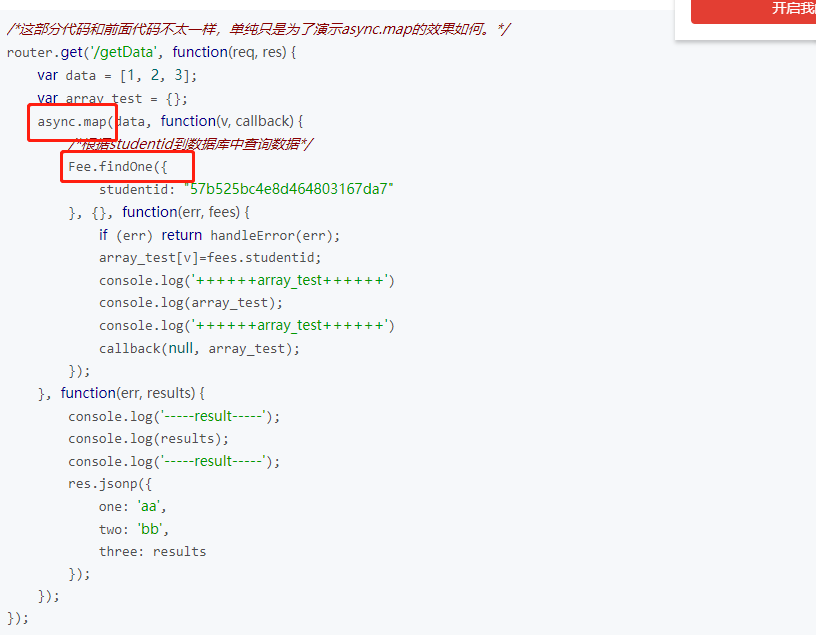 开启我
/*这部分代码和前面代码不太一样，单纯只是为了演示async.map的效果如何。*/
router.get('/getData', function(req, res) {
    var data = [1, 2, 3];
    var array_test = {};
    async.map(data, function(v, callback) {
        /*根据studentid到数据库中查询数据*/
        Fee.findOne({
            studentid: "57b525bc4e8d464803167da7"
        }, {}, function(err, fees) {
            if (err) return handleError(err);
            array_test[v]=fees.studentid;
            console.log('++++++array_test++++++')
            console.log(array_test);
            console.log('++++++array_test++++++')
            callback(null, array_test);
        });
    }, function(err, results) {
        console.log('-----result-----');
        console.log(results);
        console.log('-----result-----');
        res.jsonp({
            one: 'aa',
            two: 'bb',
            three: results
        });
    });
});